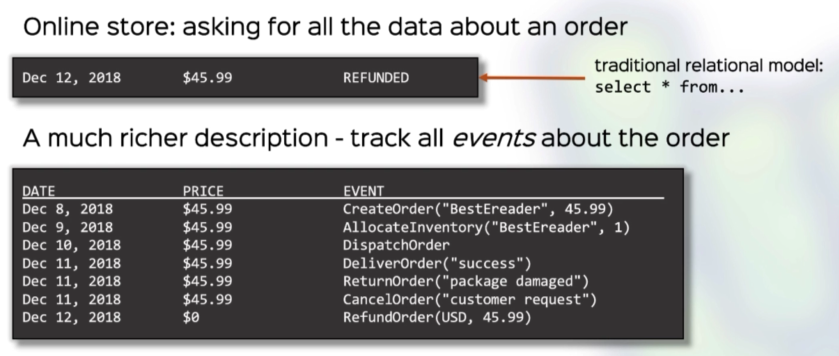 Online store: asking for all the data about an order
Dec 12, 2018 $45.99 REFUNDED
traditional relational model:
select * from...
A much richer description - track all events about the order
DATE PRICE EVENT
Dec 8, 2018 $45.99 CreateOrder("BestEreader", 45.99)
Dec 9, 2018 $45.99 AllocateInventory("BestEreader", 1)
Dec 10, 2018 $45.99 DispatchOrder
Dec 11, 2018 $45.99 DeliverOrder("success")
Dec 11, 2018 $45.99 ReturnOrder("package damaged")
Dec 11, 2018 $45.99 CancelOrder("customer request")
Dec 12, 2018 $0 RefundOrder(USD, 45.99)